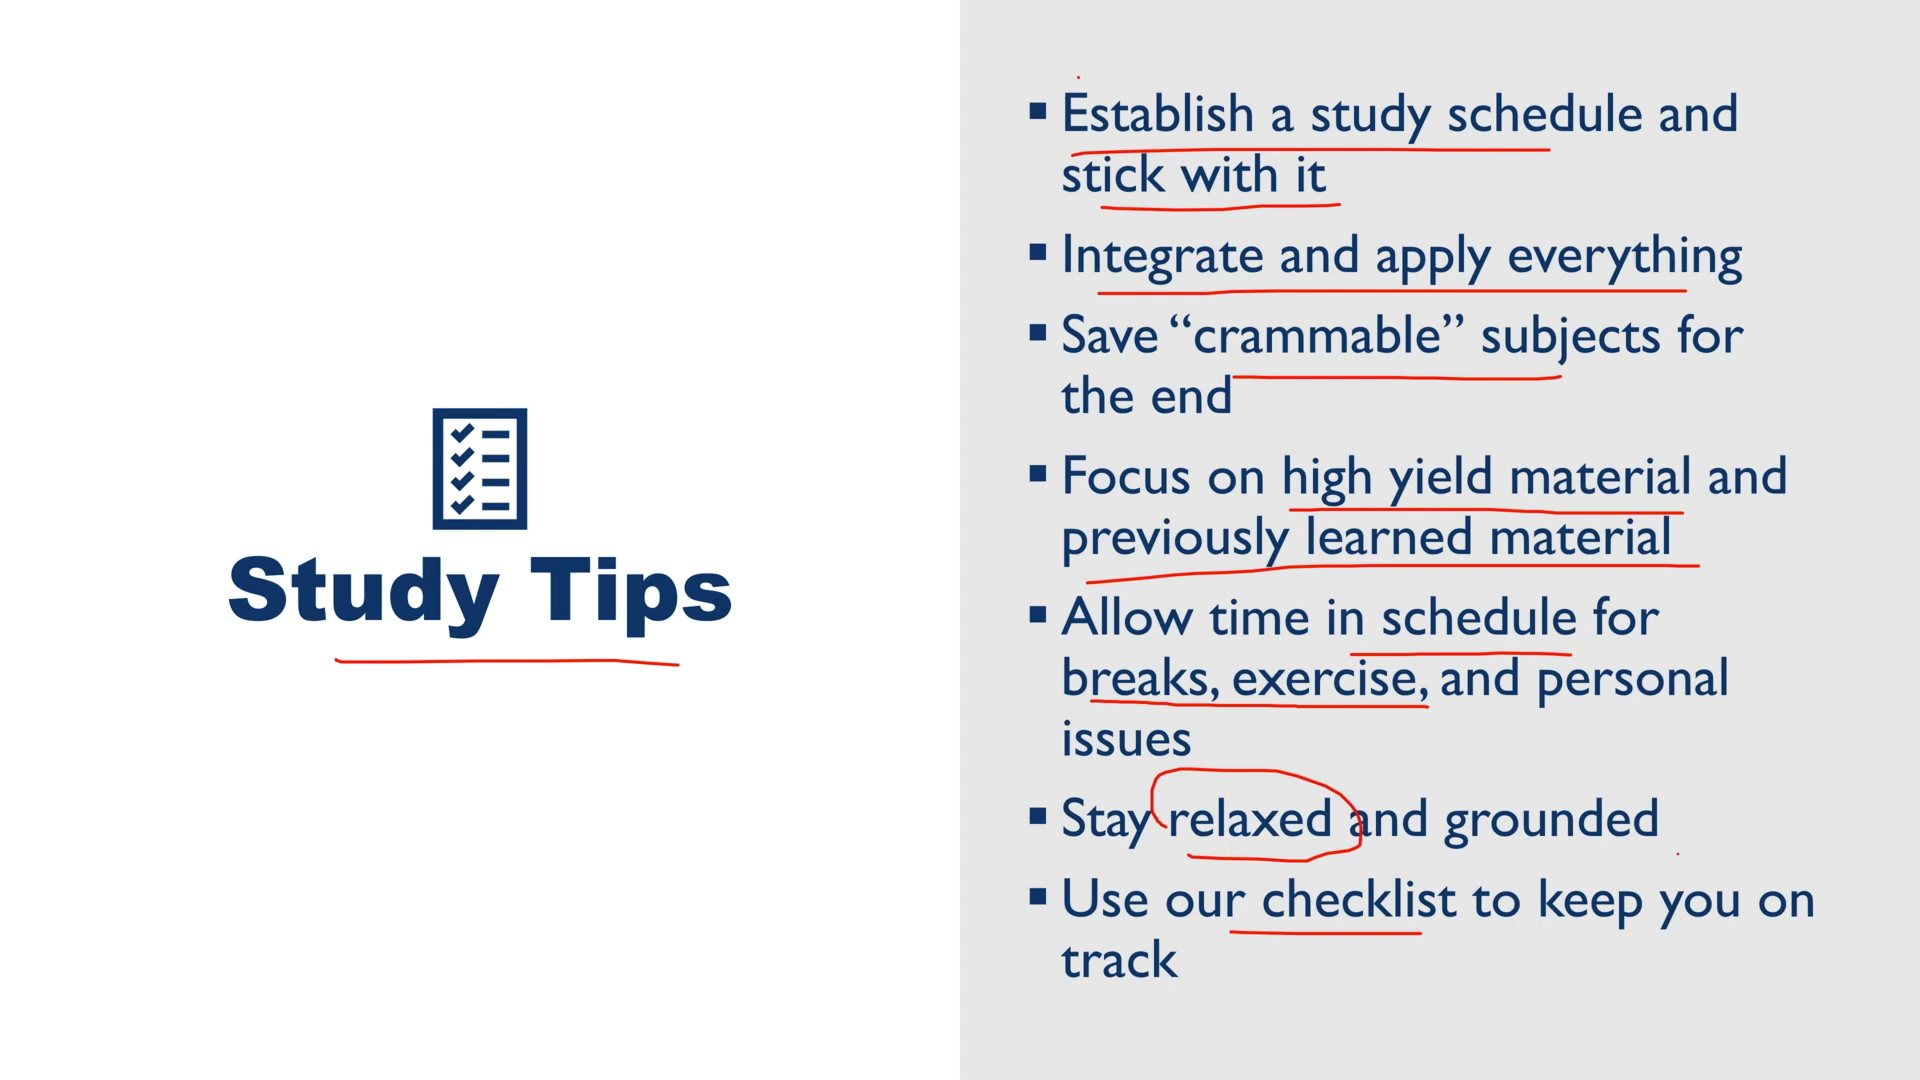 Study Tips
▪ Establish a study schedule and
stick with it
▪ Integrate and apply everything
▪ Save “crammable” subjects for
the end
▪ Focus on high yield material and
previously learned material
▪ Allow time in schedule for
breaks, exercise, and personal
issues
▪ Stay relaxed and grounded
▪ Use our checklist to keep you on
track